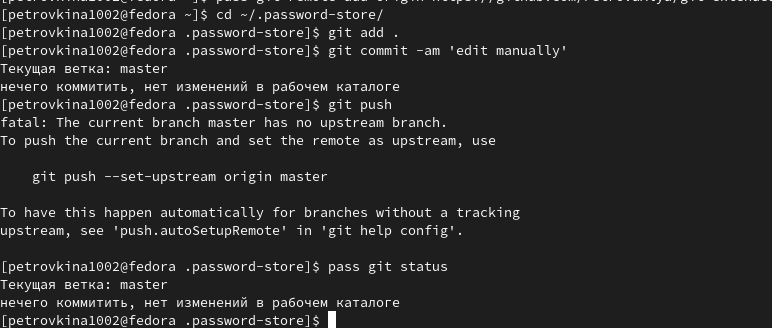 [petrovkina1002@fedora ~]$ cd ~/.password-store/
[petrovkina1002@fedora .password-store]$ git add .
[petrovkina1002@fedora .password-store]$ git commit -am 'edit manually'
Текущая ветка: master
нечего коммитить, нет изменений в рабочем каталоге
[petrovkina1002@fedora .password-store]$ git push
fatal: The current branch master has no upstream branch.
To push the current branch and set the remote as upstream, use

    git push --set-upstream origin master

To have this happen automatically for branches without a tracking
upstream, see 'push.autoSetupRemote' in 'git help config'.

[petrovkina1002@fedora .password-store]$ pass git status
Текущая ветка: master
нечего коммитить, нет изменений в рабочем каталоге
[petrovkina1002@fedora .password-store]$